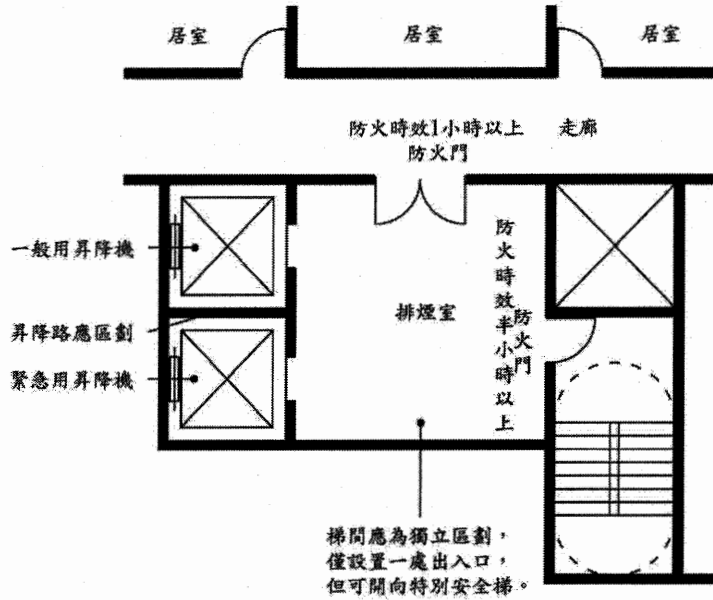 居室
居室
居室
防火時效1小時以上
防火門
走廊
一般用昇降機
昇降路應區劃
緊急用昇降機
排煙室
防火時效半小時以上
防火門
梯間應為獨立區劃，
僅設置一處出入口，
但可開向特別安全梯。